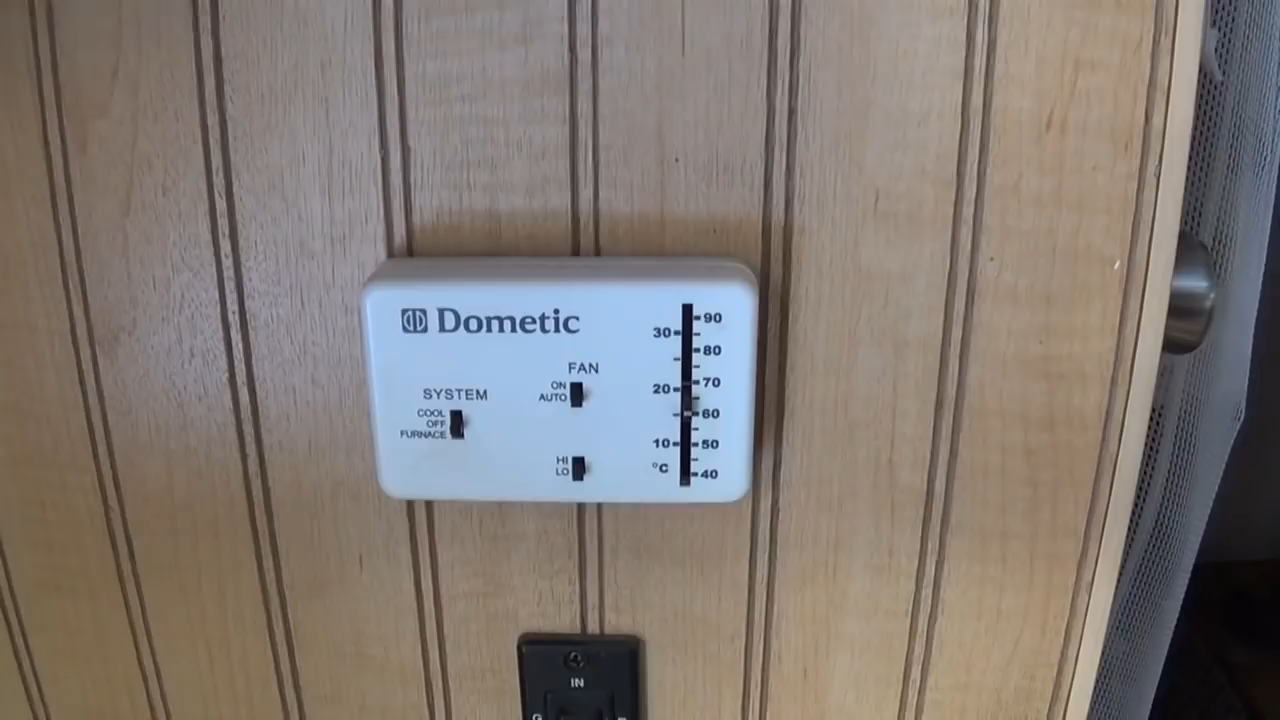 Dometic
FAN
ON
AUTO
SYSTEM
COOL
OFF
FURNACE
HI
LO
30
20
10
°C
90
80
70
60
50
40
IN